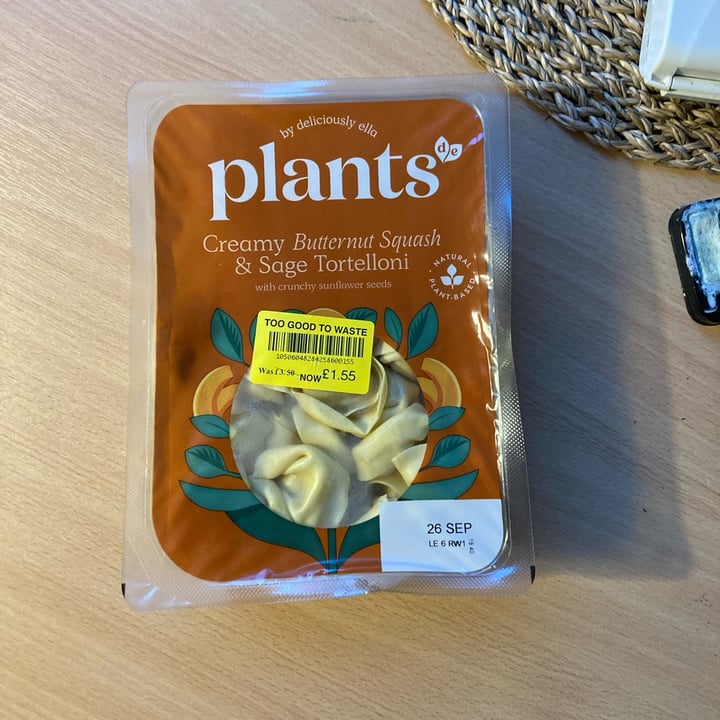 by deliciously ella
plants
d e
Creamy Butternut Squash
& Sage Tortelloni
with crunchy sunflower seeds
NATURAL
PLANT-BASED
TOO GOOD TO WASTE
Was £3.50 NOW £1.55
26 SEP
LE 6 RW1